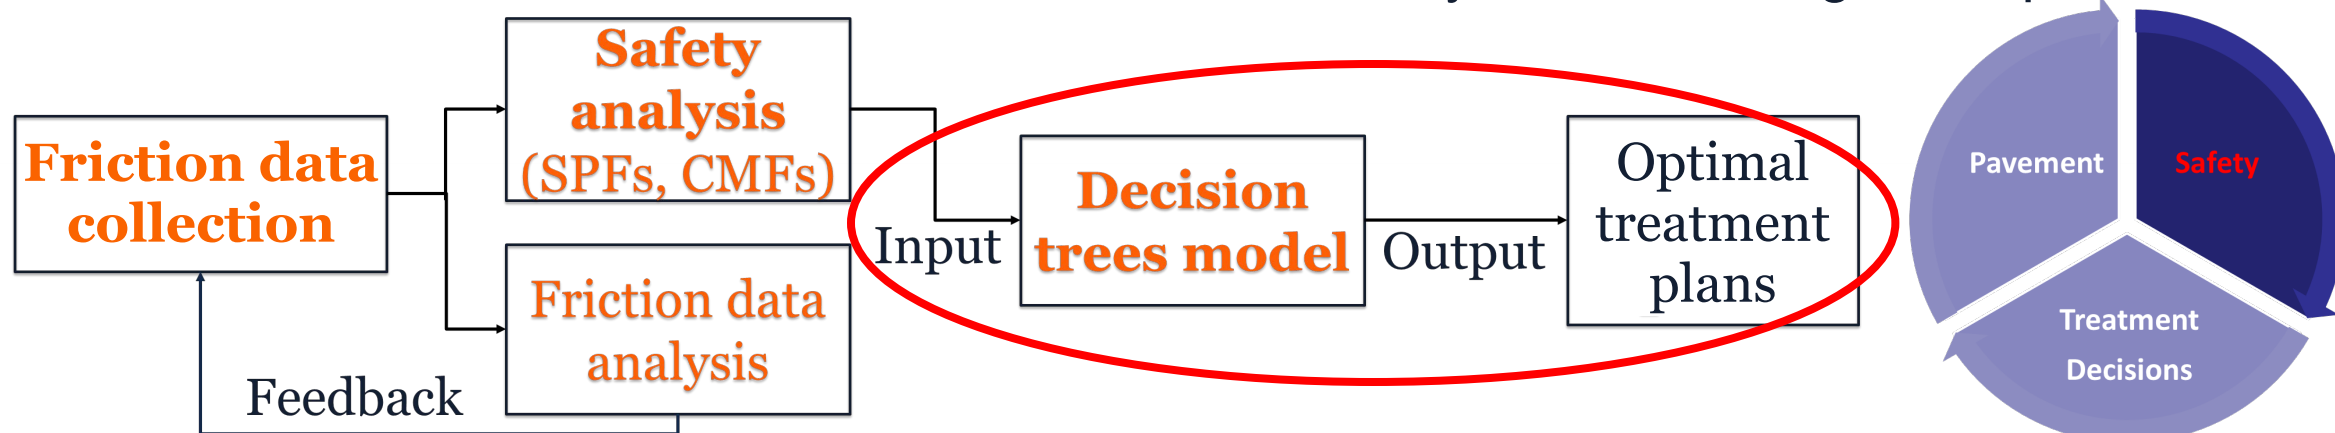 Friction data
collection
Safety
analysis
(SPFs, CMFs)
Friction data
analysis
Feedback
Input
Decision
trees model
Output
Optimal
treatment
plans
Pavement
Safety
Treatment
Decisions